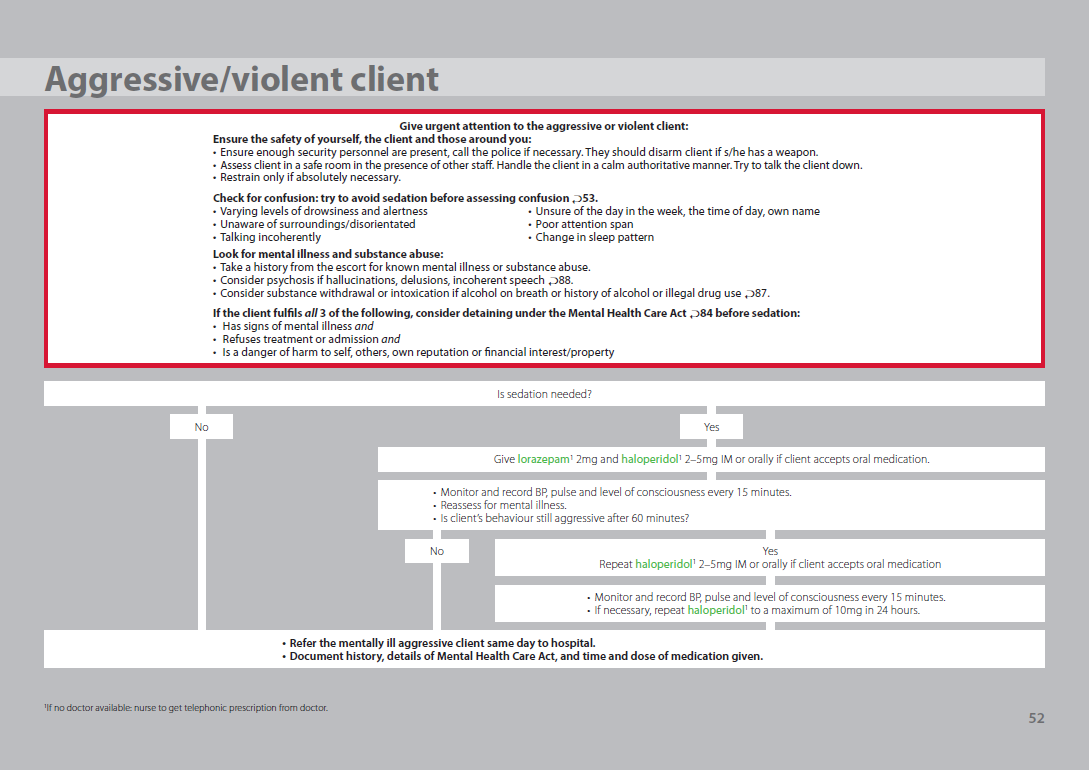 Aggressive/violent client
Give urgent attention to the aggressive or violent client:
Ensure the safety of yourself, the client and those around you:
• Ensure enough security personnel are present, call the police if necessary. They should disarm client if s/he has a weapon.
• Assess client in a safe room in the presence of other staff. Handle the client in a calm authoritative manner. Try to talk the client down.
• Restrain only if absolutely necessary.
Check for confusion: try to avoid sedation before assessing confusion ⮌53.
• Varying levels of drowsiness and alertness
• Unaware of surroundings/disorientated
• Talking incoherently
• Unsure of the day in the week, the time of day, own name
• Poor attention span
• Change in sleep pattern
Look for mental illness and substance abuse:
• Take a history from the escort for known mental illness or substance abuse.
• Consider psychosis if hallucinations, delusions, incoherent speech ⮌88.
• Consider substance withdrawal or intoxication if alcohol on breath or history of alcohol or illegal drug use ⮌87.
If the client fulfils all 3 of the following, consider detaining under the Mental Health Care Act ⮌84 before sedation:
• Has signs of mental illness and
• Refuses treatment or admission and
• Is a danger of harm to self, others, own reputation or financial interest/property
Is sedation needed?
No
Yes
Give lorazepam¹ 2mg and haloperidol¹ 2–5mg IM or orally if client accepts oral medication.
• Monitor and record BP, pulse and level of consciousness every 15 minutes.
• Reassess for mental illness.
• Is client's behaviour still aggressive after 60 minutes?
No
Yes
Repeat haloperidol¹ 2–5mg IM or orally if client accepts oral medication
• Monitor and record BP, pulse and level of consciousness every 15 minutes.
• If necessary, repeat haloperidol¹ to a maximum of 10mg in 24 hours.
• Refer the mentally ill aggressive client same day to hospital.
• Document history, details of Mental Health Care Act, and time and dose of medication given.
¹If no doctor available: nurse to get telephonic prescription from doctor.
52